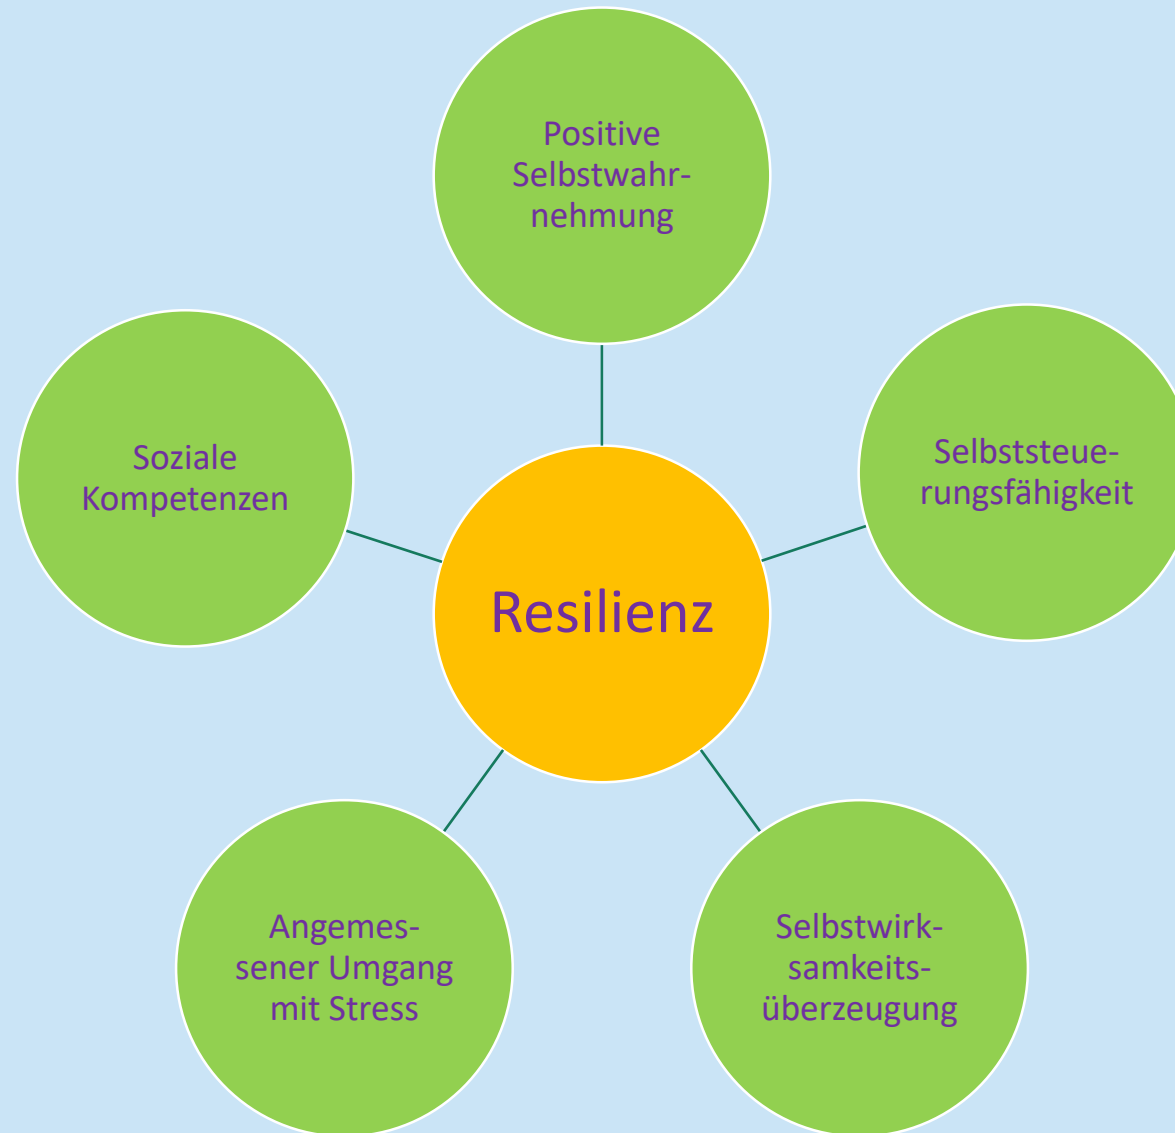 Positive
Selbstwahr-
nehmung
Soziale
Kompetenzen
Selbststeue-
rungsfähigkeit
Resilienz
Angemes-
sener Umgang
mit Stress
Selbstwirk-
samkeits-
überzeugung